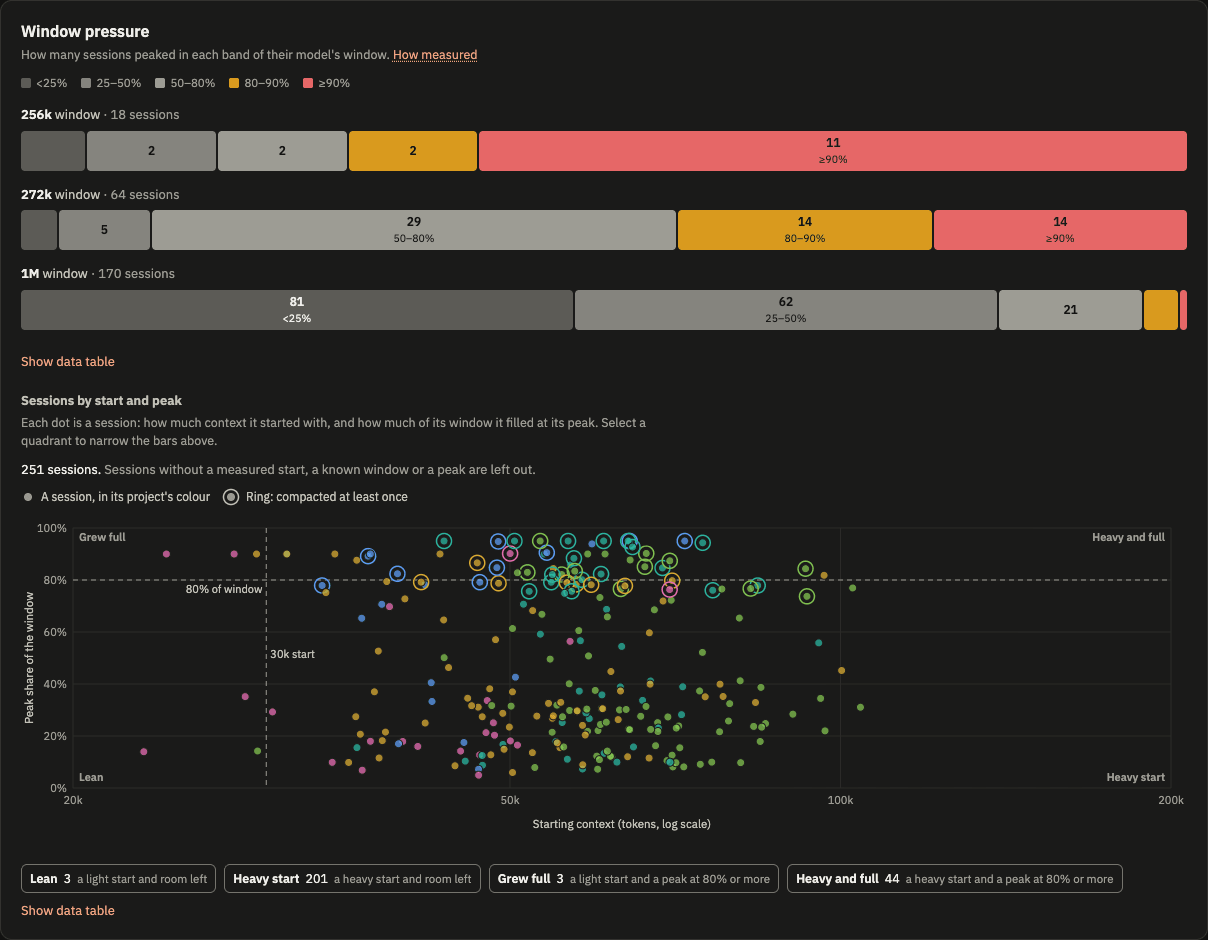 Window pressure
How many sessions peaked in each band of their model's window. How measured
<25% 25–50% 50–80% 80–90% ≥90%
256k window · 18 sessions
2 2 2 11
≥90%
272k window · 64 sessions
5 29 14 14
50–80% 80–90% ≥90%
1M window · 170 sessions
81 62 21
<25% 25–50%
Show data table
Sessions by start and peak
Each dot is a session: how much context it started with, and how much of its window it filled at its peak. Select a
quadrant to narrow the bars above.
251 sessions. Sessions without a measured start, a known window or a peak are left out.
A session, in its project's colour Ring: compacted at least once
100%
Grew full Heavy and full
80%
80% of window
60%
30k start
40%
20%
Lean Heavy start
0%
Peak share of the window
20k 50k 100k 200k
Starting context (tokens, log scale)
Lean 3 a light start and room left
Heavy start 201 a heavy start and room left
Grew full 3 a light start and a peak at 80% or more
Heavy and full 44 a heavy start and a peak at 80% or more
Show data table